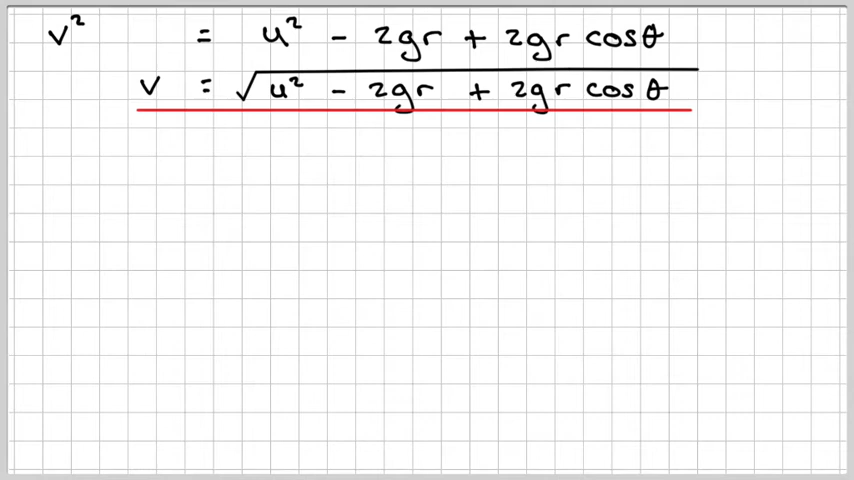 v² = u² - 2gr + 2gr cosθ
v = √(u² - 2gr + 2gr cosθ)